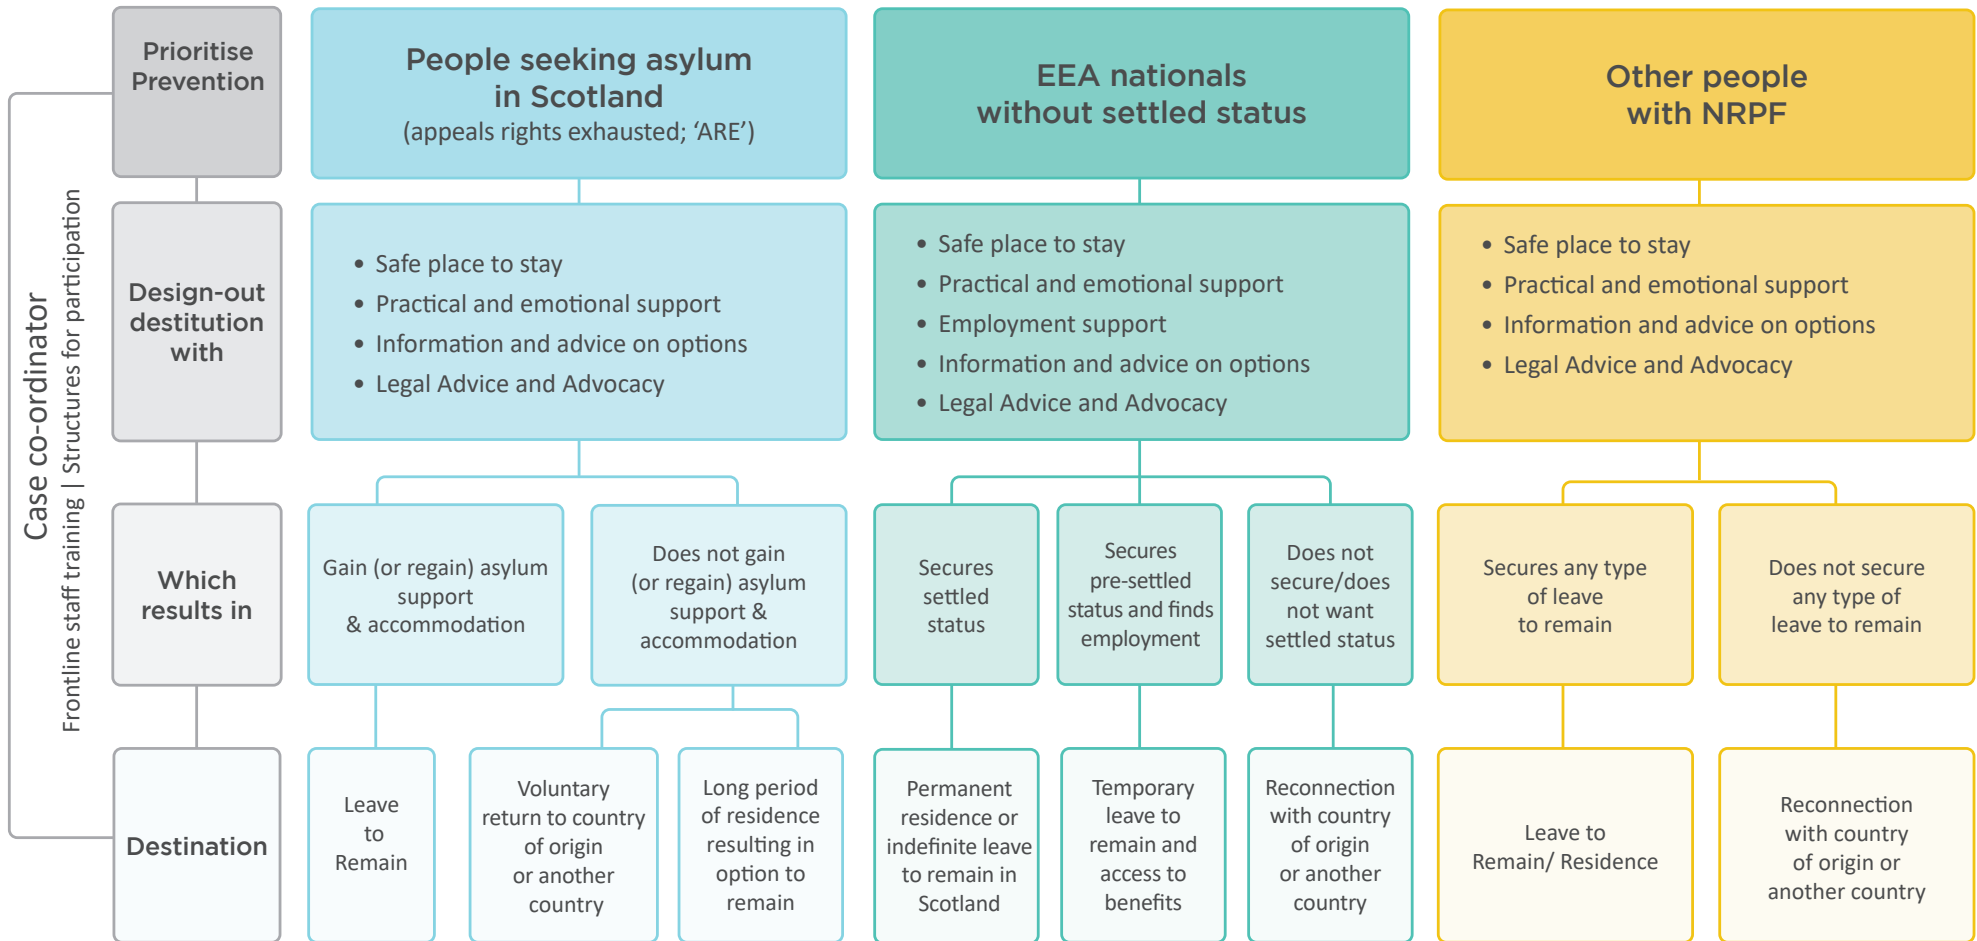 Case co-ordinator
Frontline staff training | Structures for participation
Prioritise
Prevention
People seeking asylum
in Scotland
(appeals rights exhausted; ‘ARE’)
EEA nationals
without settled status
Other people
with NRPF
Design-out
destitution
with
• Safe place to stay
• Practical and emotional support
• Information and advice on options
• Legal Advice and Advocacy
• Safe place to stay
• Practical and emotional support
• Employment support
• Information and advice on options
• Legal Advice and Advocacy
• Safe place to stay
• Practical and emotional support
• Information and advice on options
• Legal Advice and Advocacy
Which
results in
Gain (or regain) asylum
support
& accommodation
Does not gain
(or regain) asylum
support &
accommodation
Secures
settled
status
Secures
pre-settled
status and finds
employment
Does not
secure/does
not want
settled status
Secures any type
of leave
to remain
Does not secure
any type of
leave to remain
Destination
Leave
to
Remain
Voluntary
return to country
of origin
or another
country
Long period
of residence
resulting in
option to
remain
Permanent
residence or
indefinite leave
to remain in
Scotland
Temporary
leave to
remain and
access to
benefits
Reconnection
with country
of origin
or another
country
Leave to
Remain/ Residence
Reconnection
with country
of origin or
another country